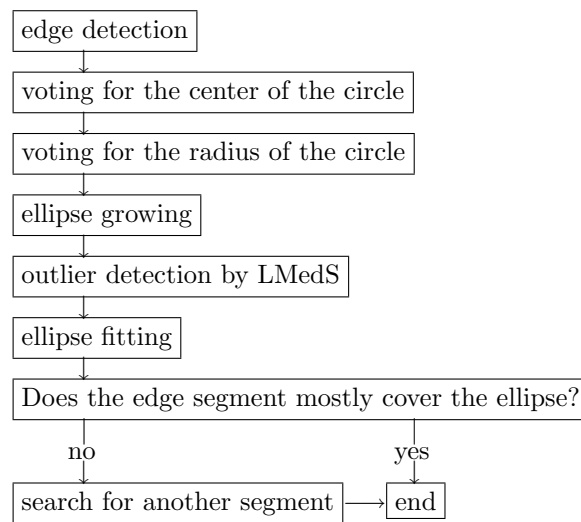 edge detection
voting for the center of the circle
voting for the radius of the circle
ellipse growing
outlier detection by LMedS
ellipse fitting
Does the edge segment mostly cover the ellipse?
no yes
search for another segment end